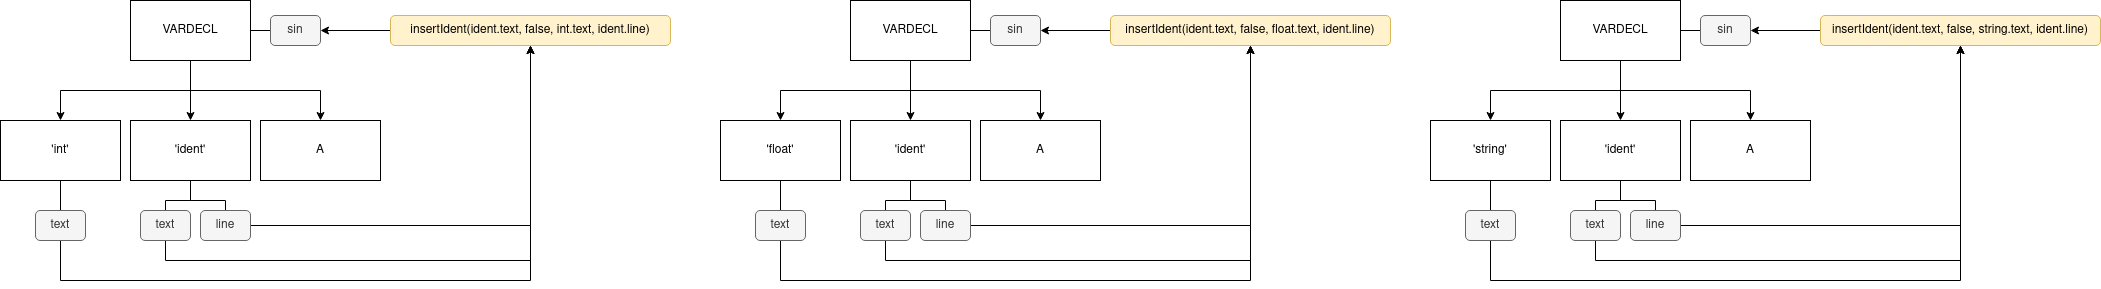 VARDECL
sin
insertIdent(ident.text, false, int.text, ident.line)
'int'
'ident'
A
text
text
line
VARDECL
sin
insertIdent(ident.text, false, float.text, ident.line)
'float'
'ident'
A
text
text
line
VARDECL
sin
insertIdent(ident.text, false, string.text, ident.line)
'string'
'ident'
A
text
text
line